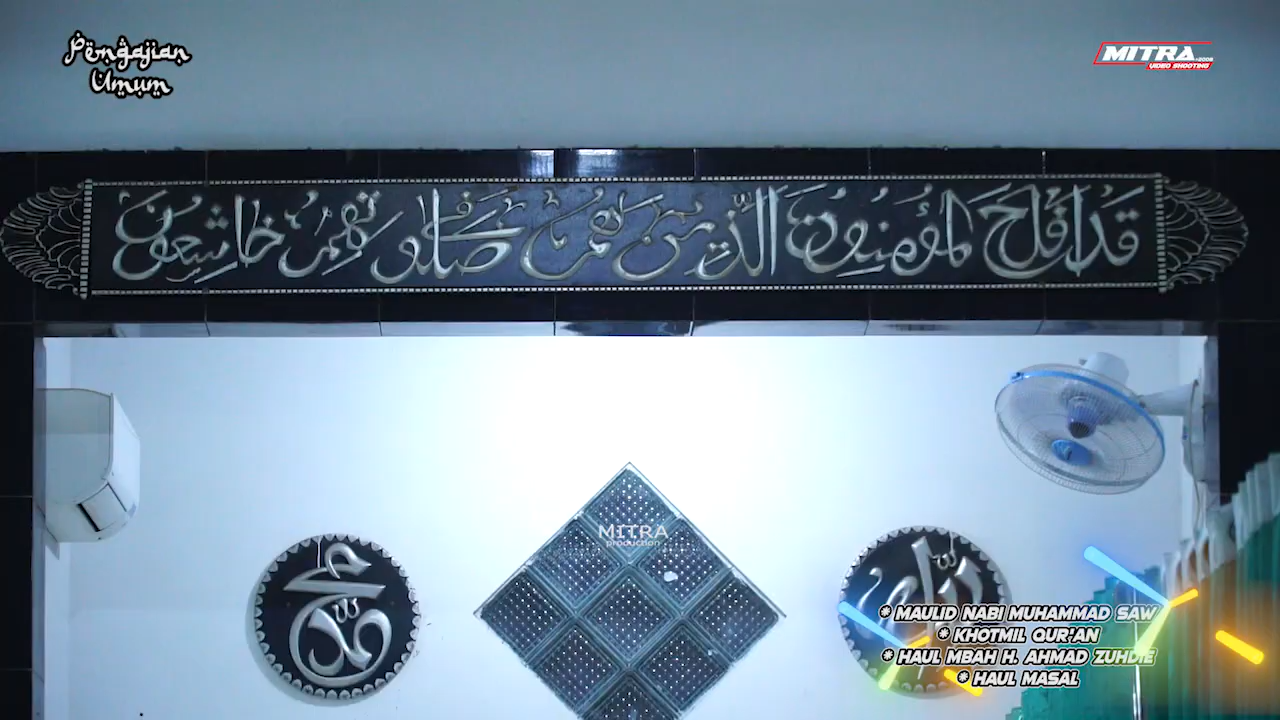 Pengajian
Umum
MITRA
VIDEO SHOOTING
قد افلح المؤمنون الذين هم في صلاتهم خاشعون
MITRA
production
محمد
الله
* MAULID NABI MUHAMMAD SAW
* KHOTMIL QUR'AN
* HAUL MBAH H. AHMAD ZUHDIE
* HAUL MASAL